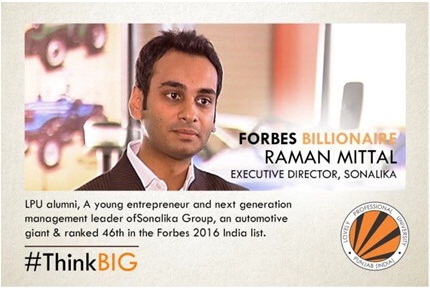 FORBES BILLIONAIRE
RAMAN MITTAL
EXECUTIVE DIRECTOR, SONALIKA
LPU alumni, A young entrepreneur and next generation
management leader ofSonalika Group, an automotive
giant & ranked 46th in the Forbes 2016 India list.
#ThinkBIG
LOVELY PROFESSIONAL UNIVERSITY
PUNJAB (INDIA)